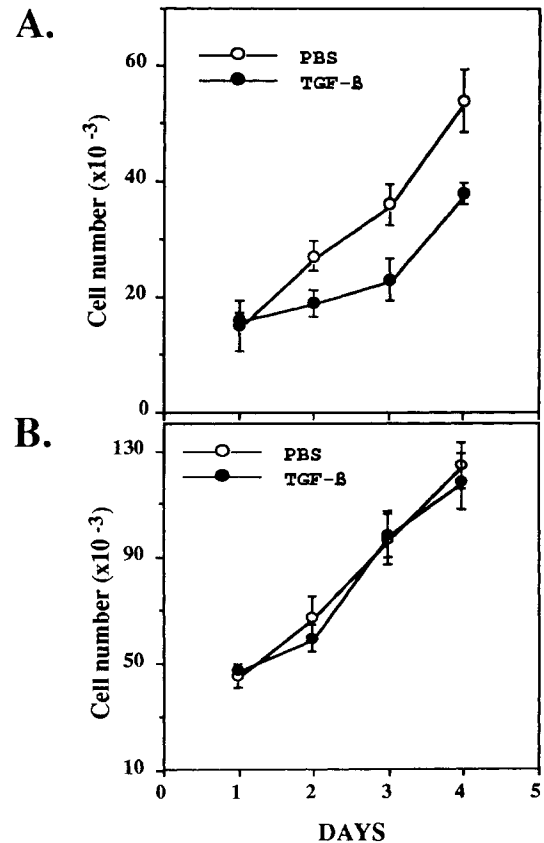 A.
Cell number (x10 -3)
60
40
20
0
PBS
TGF-ß
B.
Cell number (x10 -3)
130
90
50
10
PBS
TGF-ß
0 1 2 3 4 5
DAYS